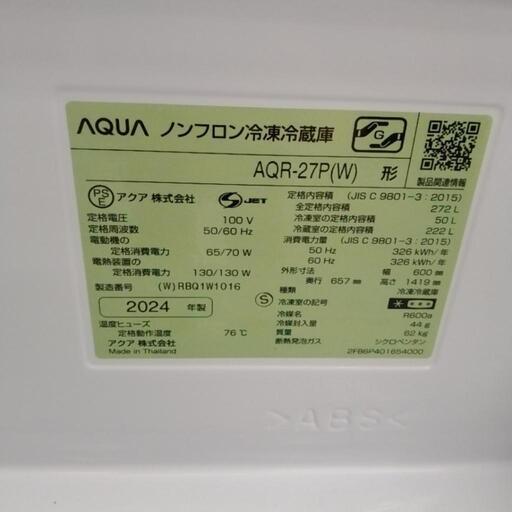 AQUA ノンフロン冷凍冷蔵庫
AQR-27P(W) 形
G
製品関連情報
PS E アクア 株式会社 S JET
定格電圧 100 V
定格周波数 50/60 Hz
電動機の
定格消費電力 65/70 W
電熱装置の
定格消費電力 130/130 W
製造番号 (W) RBQ1W1016
2024 年製
温度ヒューズ
定格動作温度 76℃
アクア 株式会社
Made in Thailand
定格内容積 (JIS C 9801-3 : 2015)
全定格内容積 272 L
冷凍室の定格内容積 50 L
冷蔵室の定格内容積 222 L
消費電力量 (JIS C 9801-3 : 2015)
50 Hz 326 kWh/年
60 Hz 326 kWh/年
外形寸法 幅 600 mm
奥行 657 mm 高さ 1419 mm
種類 冷凍冷蔵庫
S 冷凍室の記号
冷媒 R600a
冷媒封入量 44 g
質量 62 kg
断熱発泡ガス シクロペンタン
2FB6P401654000
>ABS<